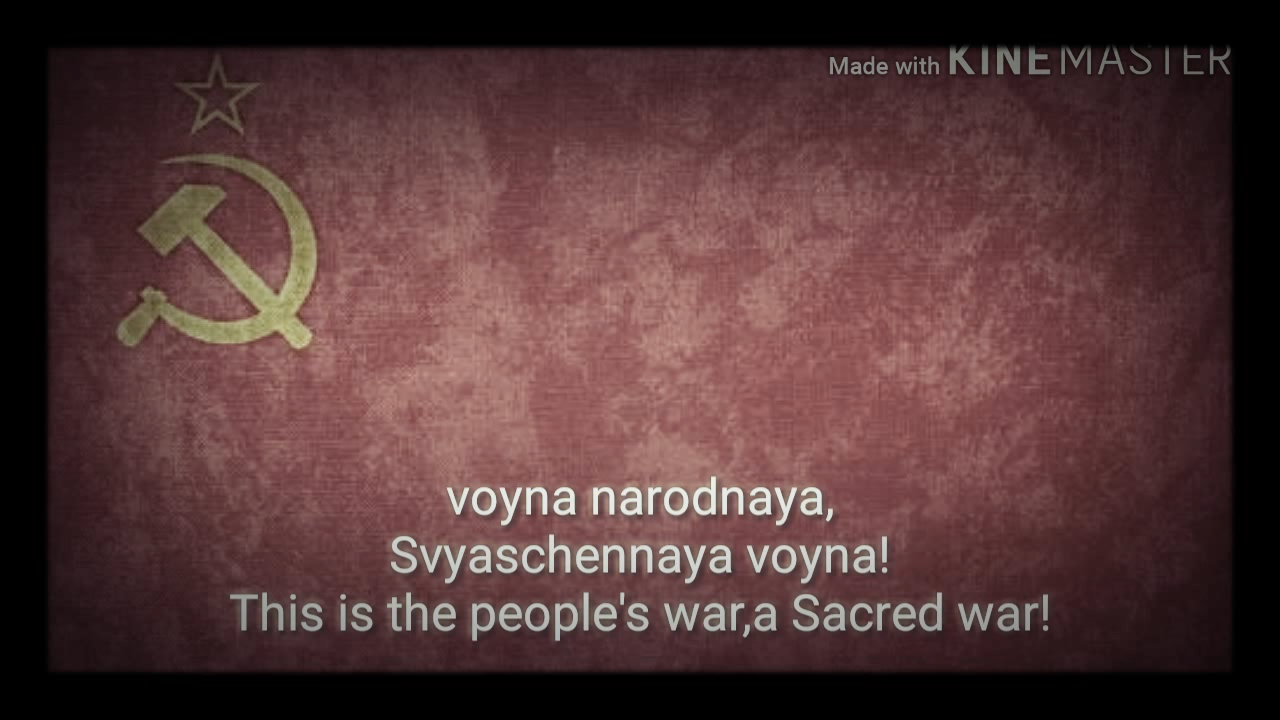 Made with KINEMASTER
voyna narodnaya,
Svyaschennaya voyna!
This is the people's war,a Sacred war!